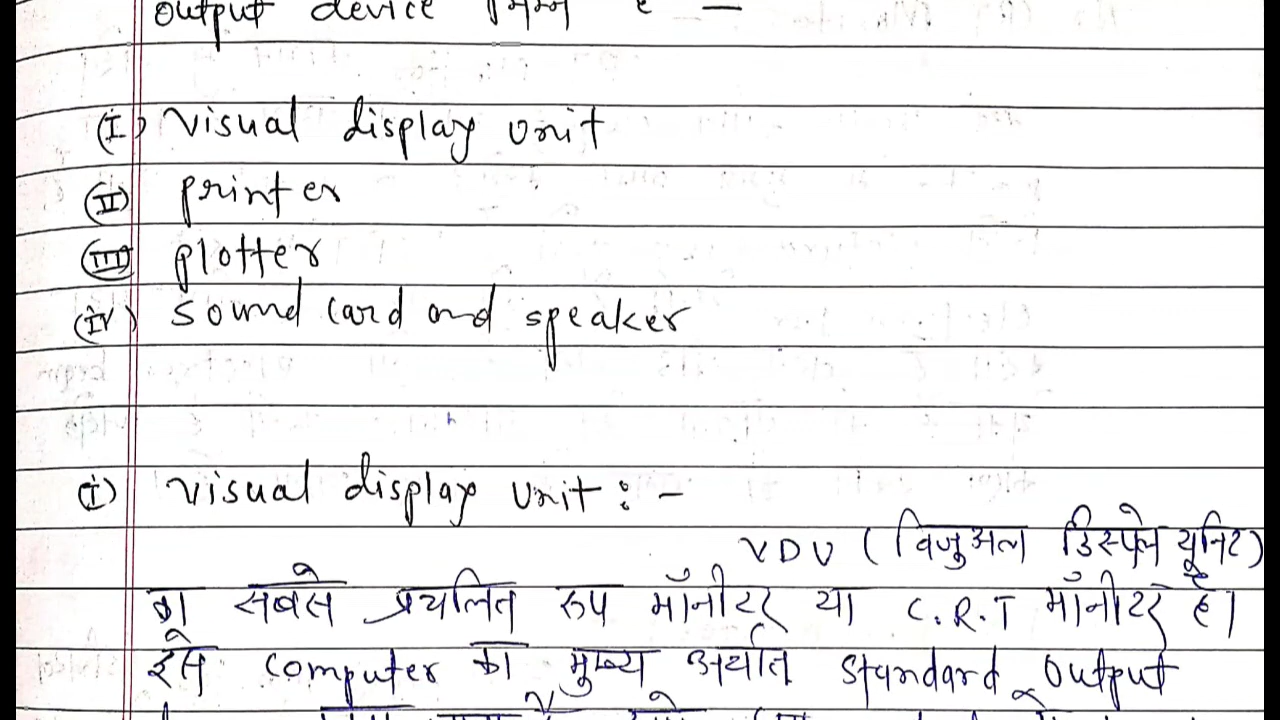 output device निम्न है —
(I) visual display unit
(II) printer
(III) plotter
(IV) sound card and speaker
(I) visual display unit : -
VDU ( विजुअल डिस्प्ले यूनिट)
का सबसे प्रचलित रुप मॉनीटर या C.R.T मॉनीटर है।
इसे computer का मुख्य अर्थात standard output